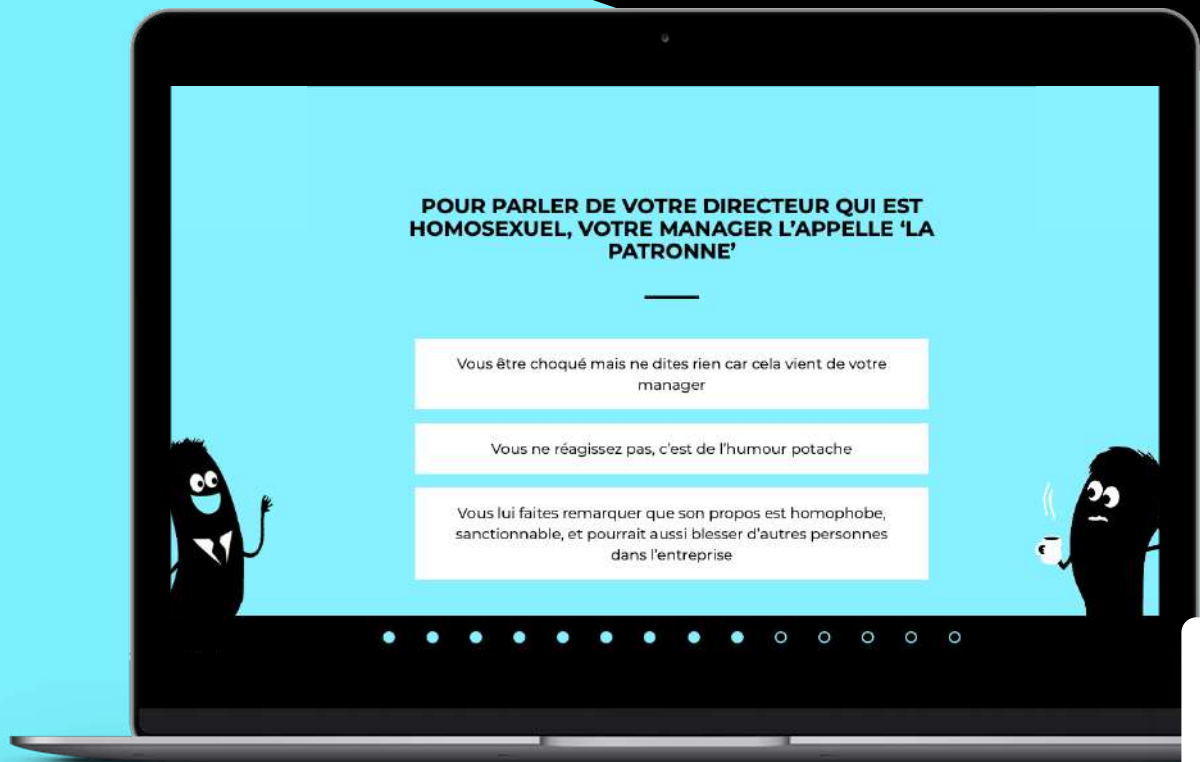 POUR PARLER DE VOTRE DIRECTEUR QUI EST
HOMOSEXUEL, VOTRE MANAGER L'APPELLE ‘LA
PATRONNE’
Vous être choqué mais ne dites rien car cela vient de votre
manager
Vous ne réagissez pas, c'est de l'humour potache
Vous lui faites remarquer que son propos est homophobe,
sanctionnable, et pourrait aussi blesser d'autres personnes
dans l'entreprise